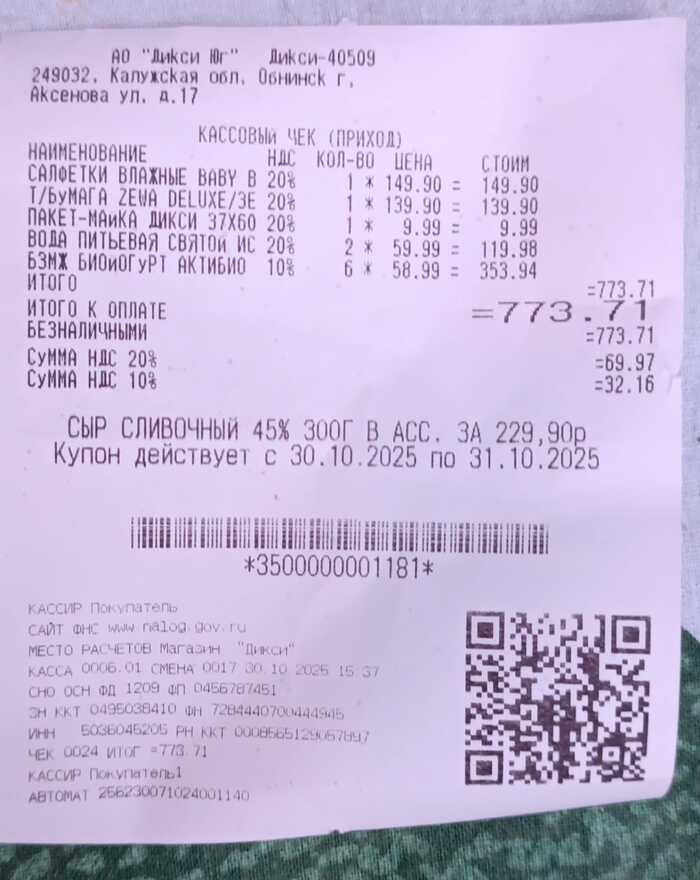 АО "Дикси Юг" Дикси-40509
249032, Калужская обл, Обнинск г,
Аксенова ул, д.17
КАССОВЫЙ ЧЕК (ПРИХОД)
НАИМЕНОВАНИЕ НДС КОЛ-ВО ЦЕНА СТОИМ
САЛФЕТКИ ВЛАЖНЫЕ BABY В 20% 1 * 149.90 = 149.90
Т/БУМАГА ZEWA DELUXE/ЗЕ 20% 1 * 139.90 = 139.90
ПАКЕТ-МАЙКА ДИКСИ 37X60 20% 1 * 9.99 = 9.99
ВОДА ПИТЬЕВАЯ СВЯТОЙ ИС 20% 2 * 59.99 = 119.98
БЗМЖ БИОЙОГУРТ АКТИБИО 10% 6 * 58.99 = 353.94
ИТОГО =773.71
ИТОГО К ОПЛАТЕ =773.71
БЕЗНАЛИЧНЫМИ =773.71
СУММА НДС 20% =69.97
СУММА НДС 10% =32.16
СЫР СЛИВОЧНЫЙ 45% 300Г В АСС. ЗА 229,90р
Купон действует с 30.10.2025 по 31.10.2025
*3500000001181*
КАССИР Покупатель
САЙТ ФНС www nalog.gov.ru
МЕСТО РАСЧЕТОВ Магазин "Дикси"
КАССА 0006.01 СМЕНА 0017 30.10 2025 15.37
СНО ОСН ФД 1209 ФП 0456787451
ЗН ККТ 0495038410 ФН 7284440700444945
ИНН 5036045205 РН ККТ 0008565129067897
ЧЕК 0024 ИТОГ =773.71
КАССИР Покупатель1
АВТОМАТ 256230071024001140